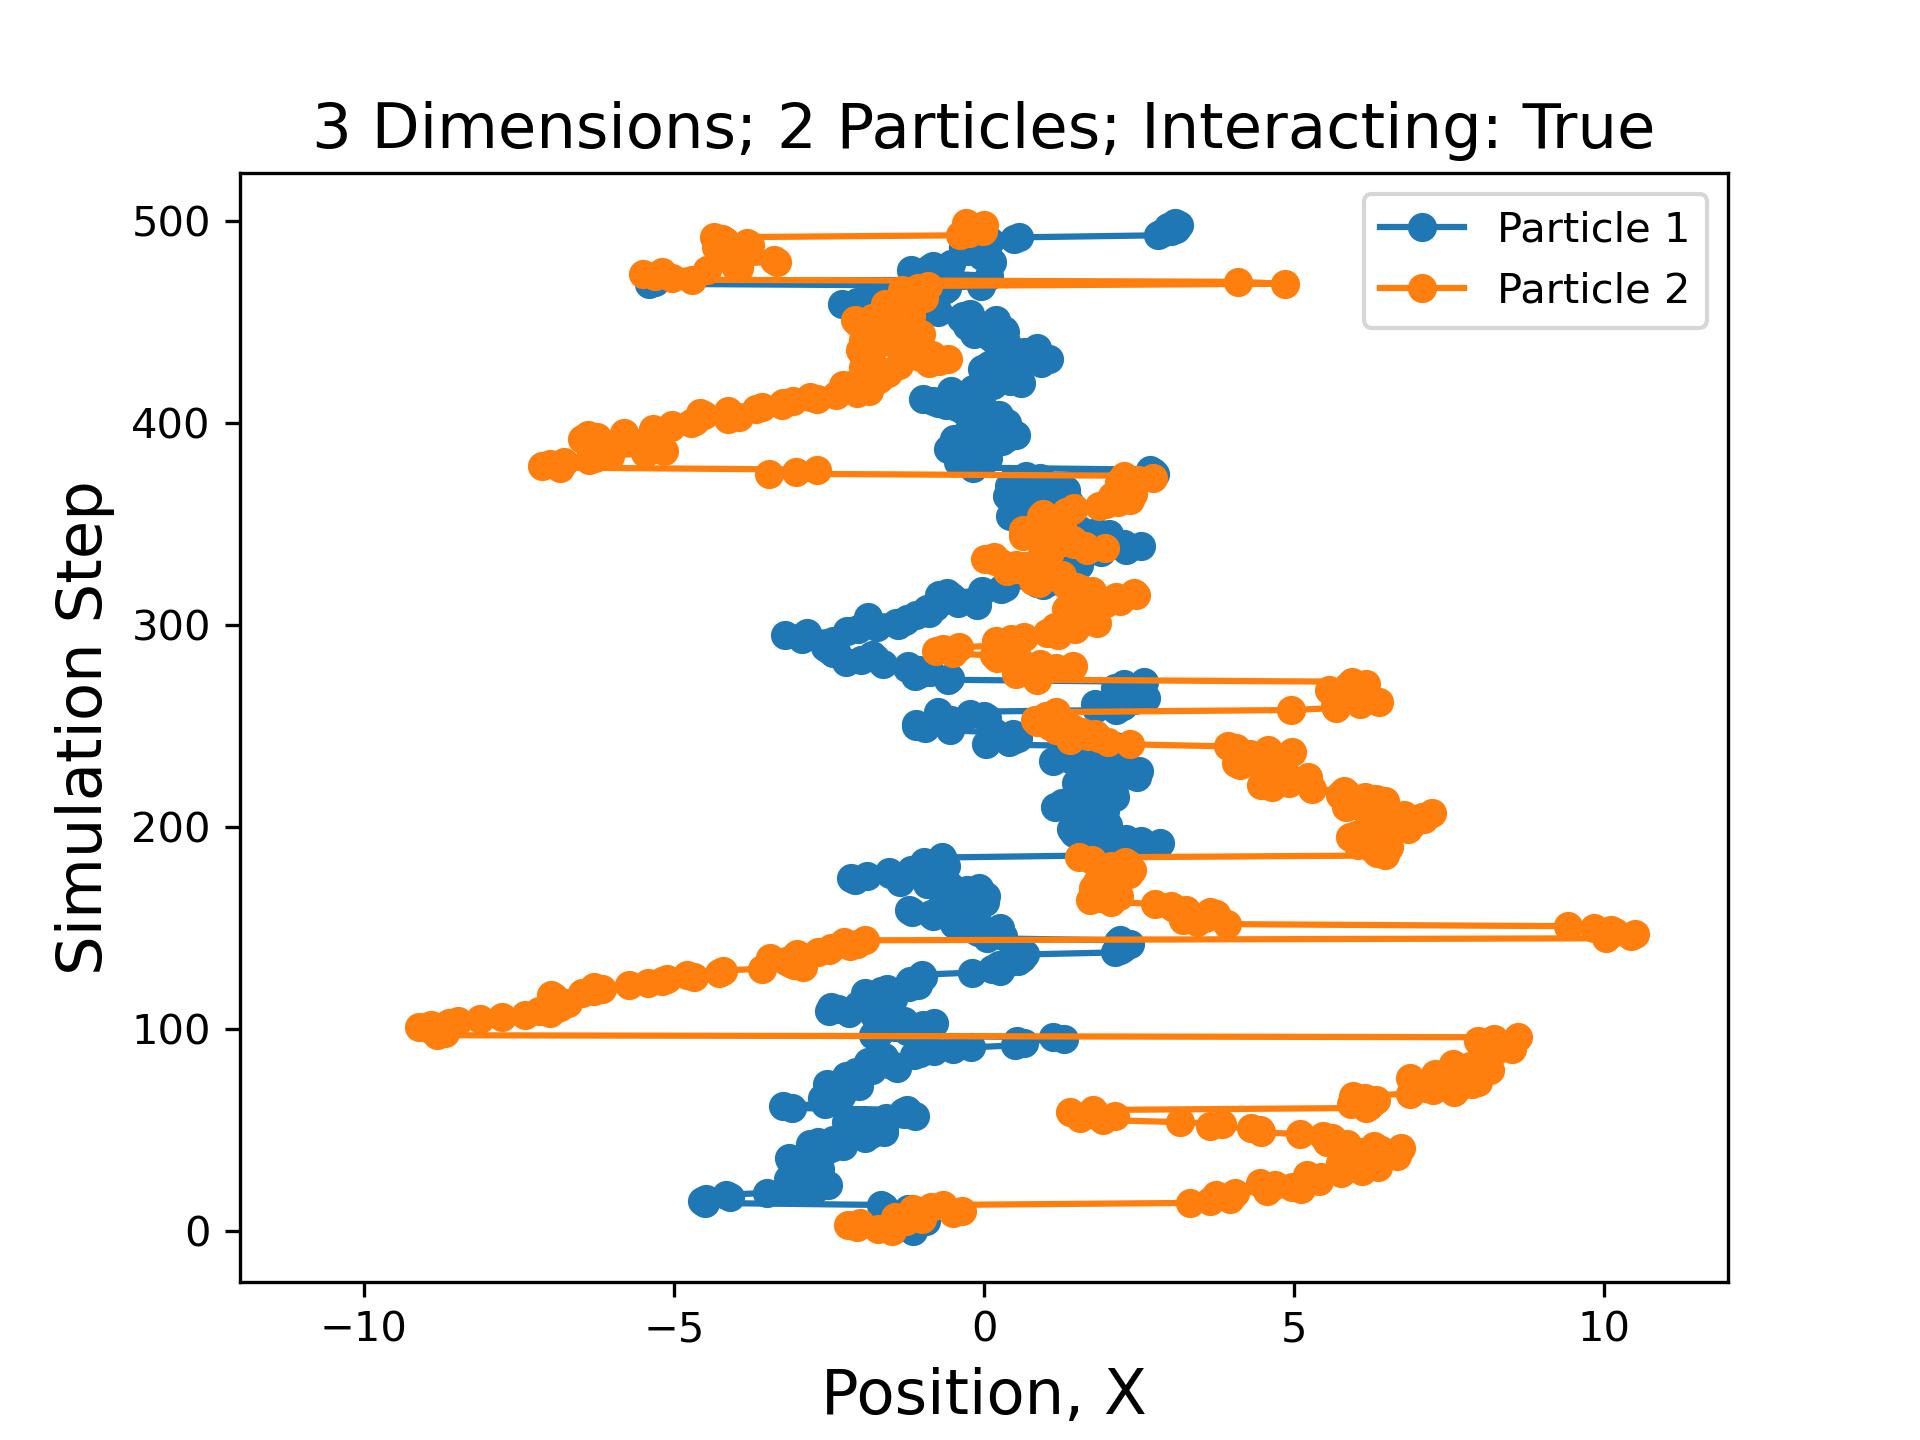 3 Dimensions; 2 Particles; Interacting: True
Particle 1
Particle 2
500
400
300
200
100
0
Simulation Step
−10
−5
0
5
10
Position, X